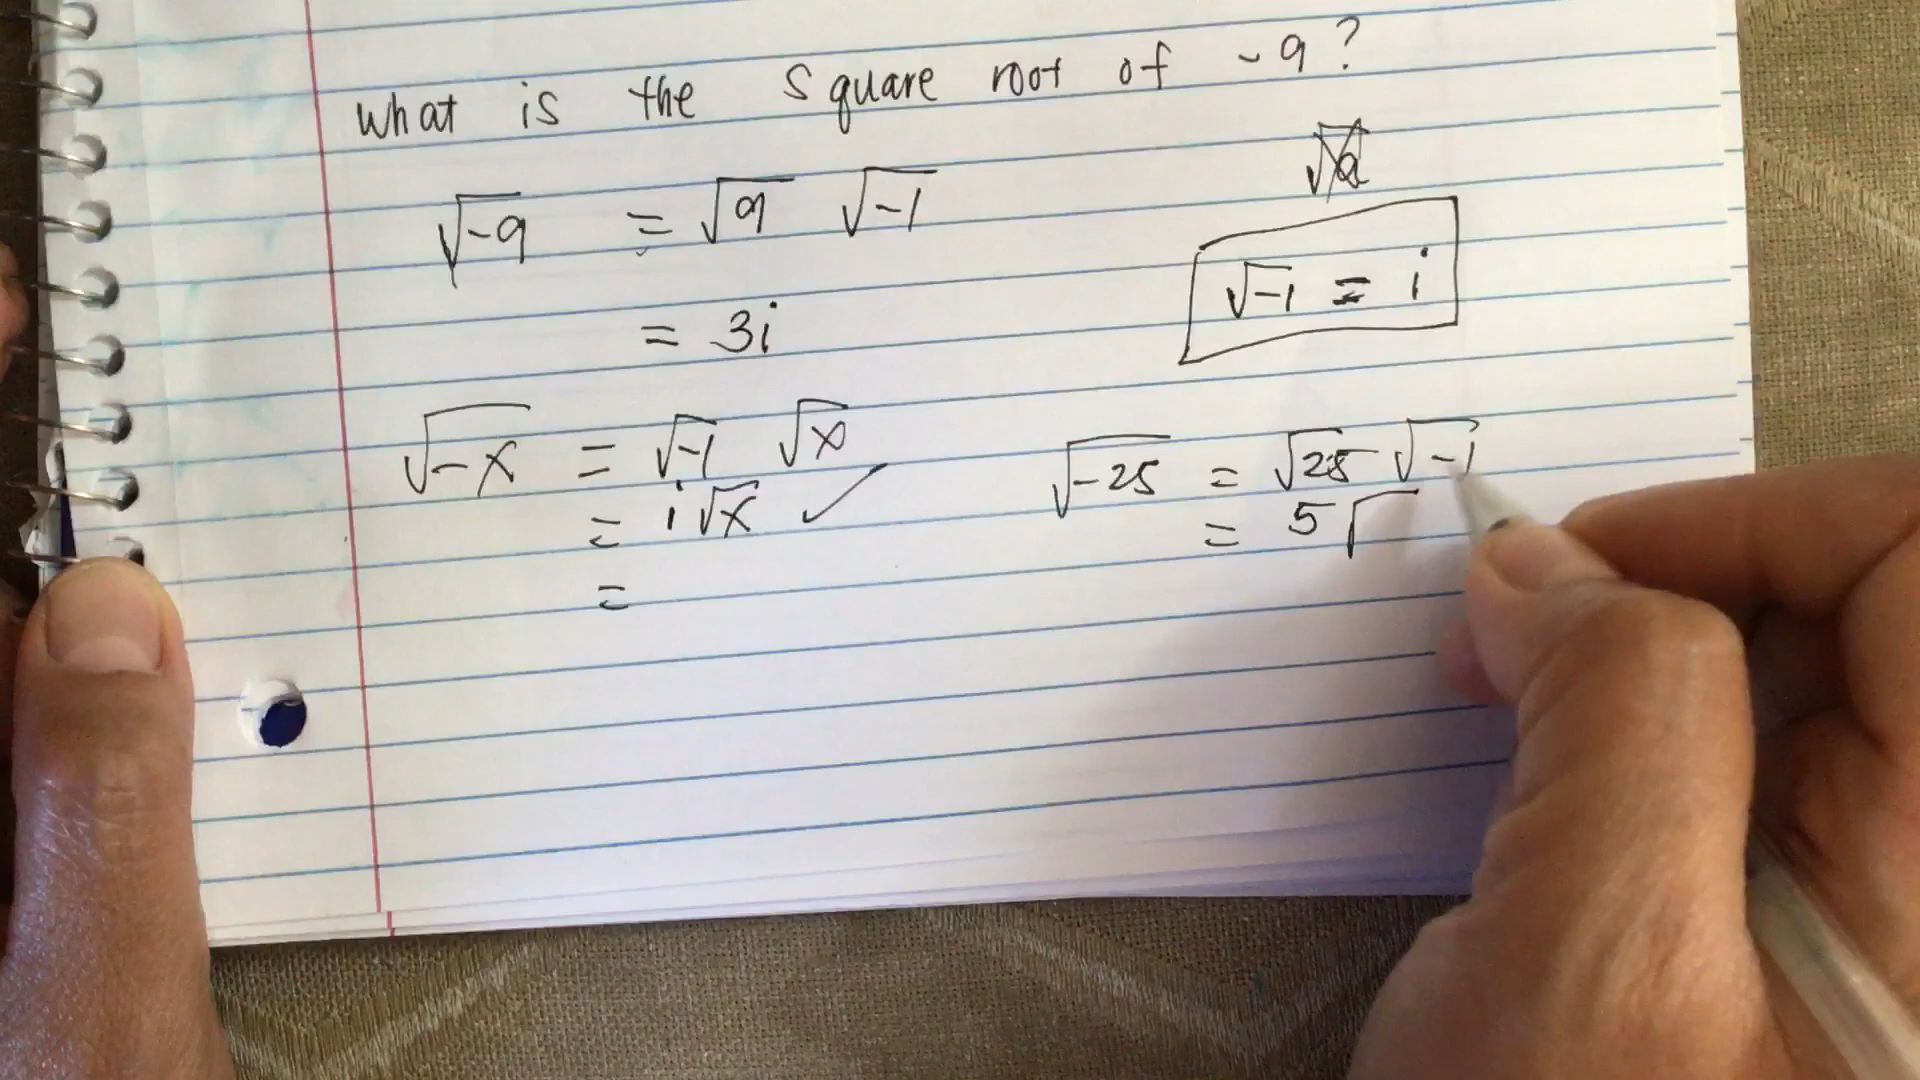 What is the square root of -9?
√-9 = √9 √-1
= 3i
√-1 = i
√-x = √-1 √x
= i√x ✓
=
√-25 = √25 √-1
= 5√